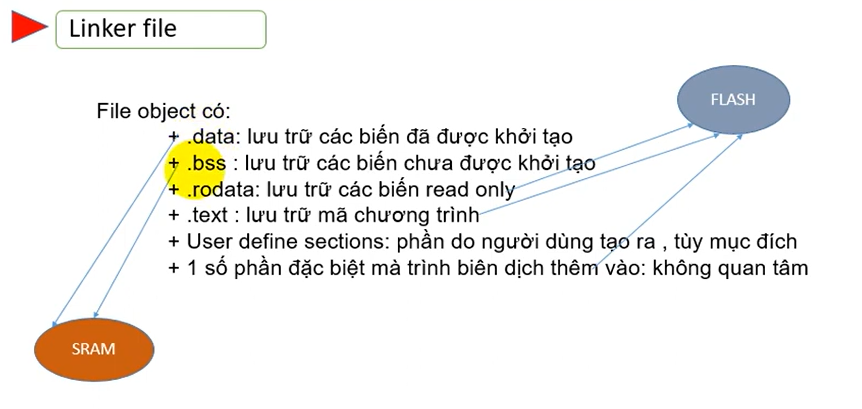 Linker file
FLASH
File object có:
+ .data: lưu trữ các biến đã được khởi tạo
+ .bss : lưu trữ các biến chưa được khởi tạo
+ .rodata: lưu trữ các biến read only
+ .text : lưu trữ mã chương trình
+ User define sections: phần do người dùng tạo ra , tùy mục đích
+ 1 số phần đặc biệt mà trình biên dịch thêm vào: không quan tâm
SRAM